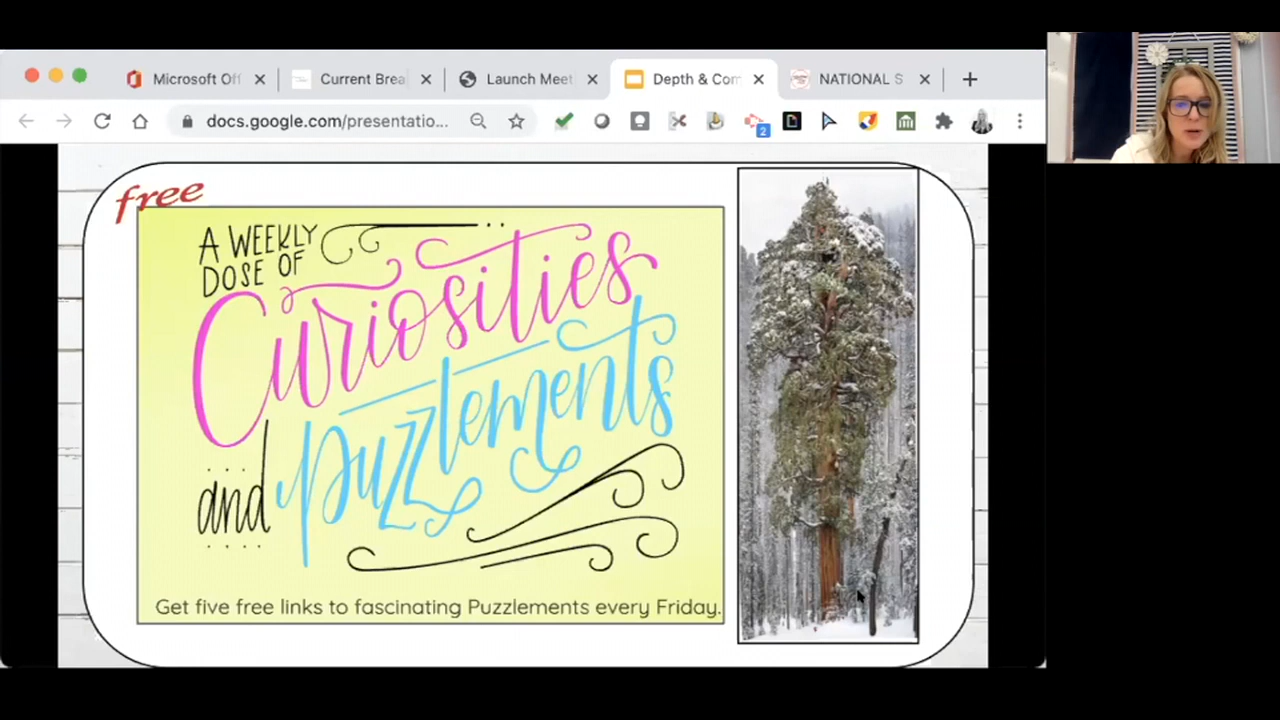 Microsoft Off
Current Brea
Launch Meet
Depth & Com
NATIONAL S
docs.google.com/presentatio...
2
free
A WEEKLY
DOSE OF
Curiosities
and puzzlements
Get five free links to fascinating Puzzlements every Friday.